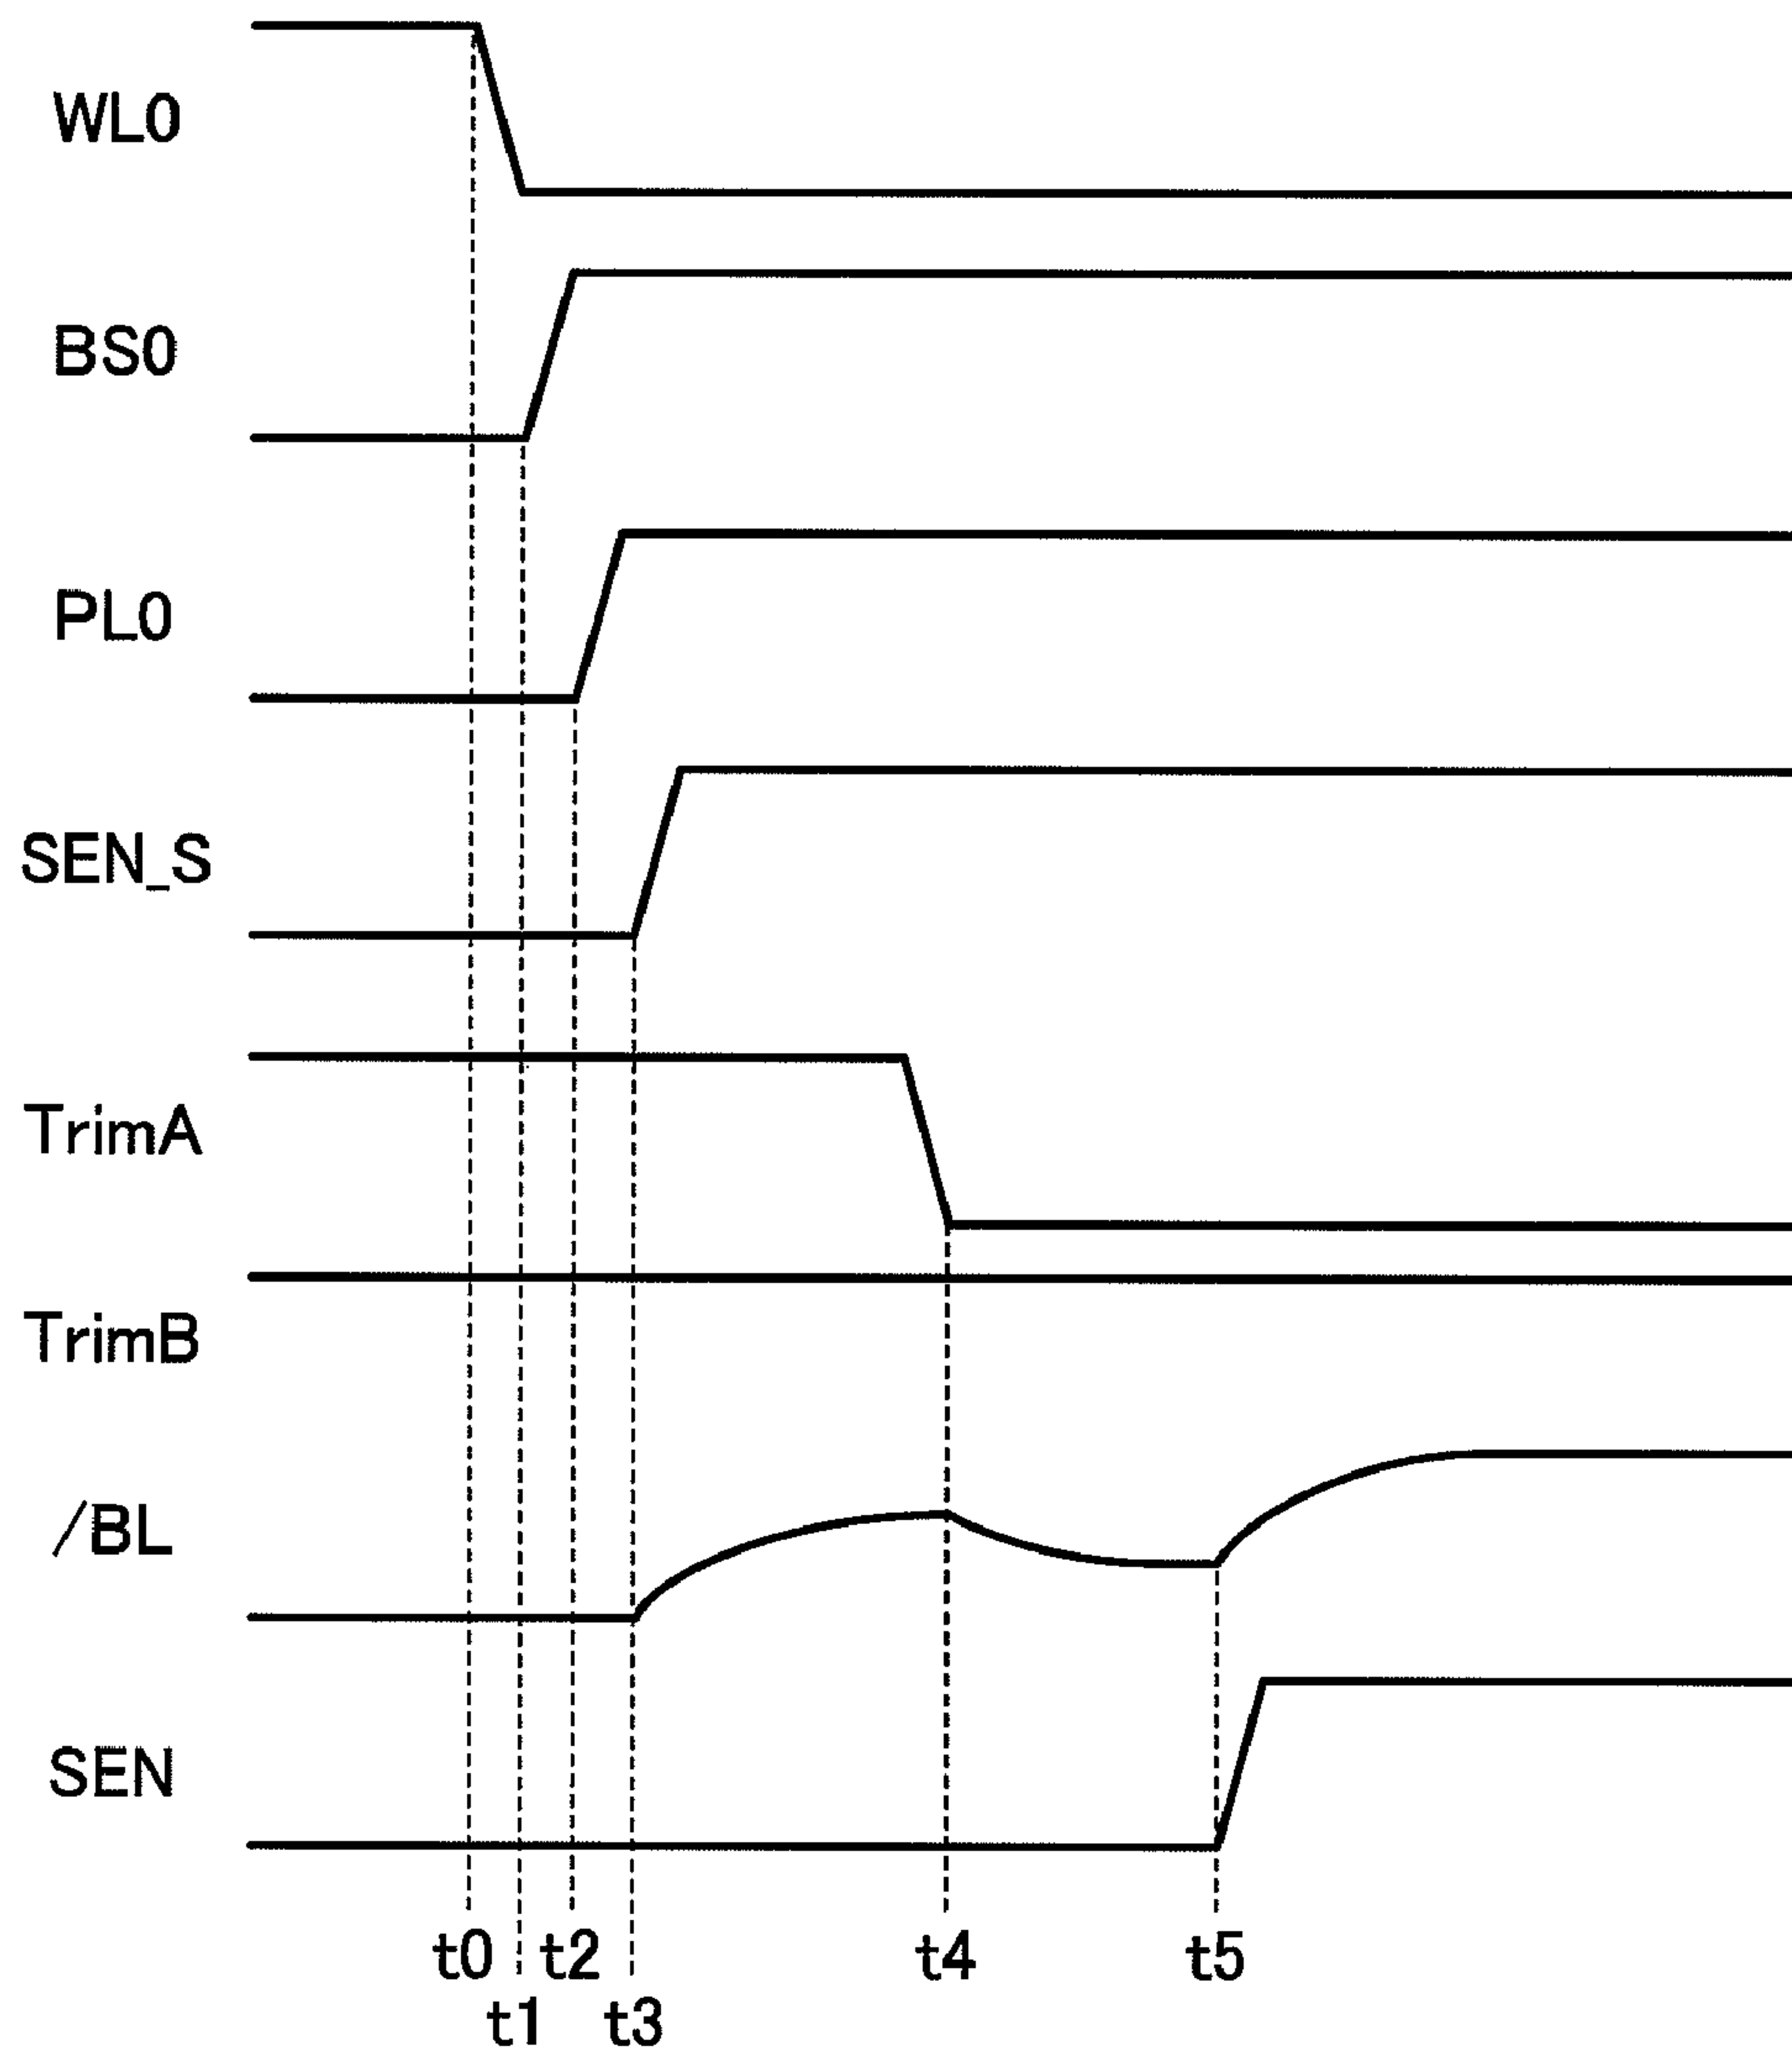 WL0
BS0
PL0
SEN_S
TrimA
TrimB
/BL
SEN
t0 t2 t4 t5
t1 t3